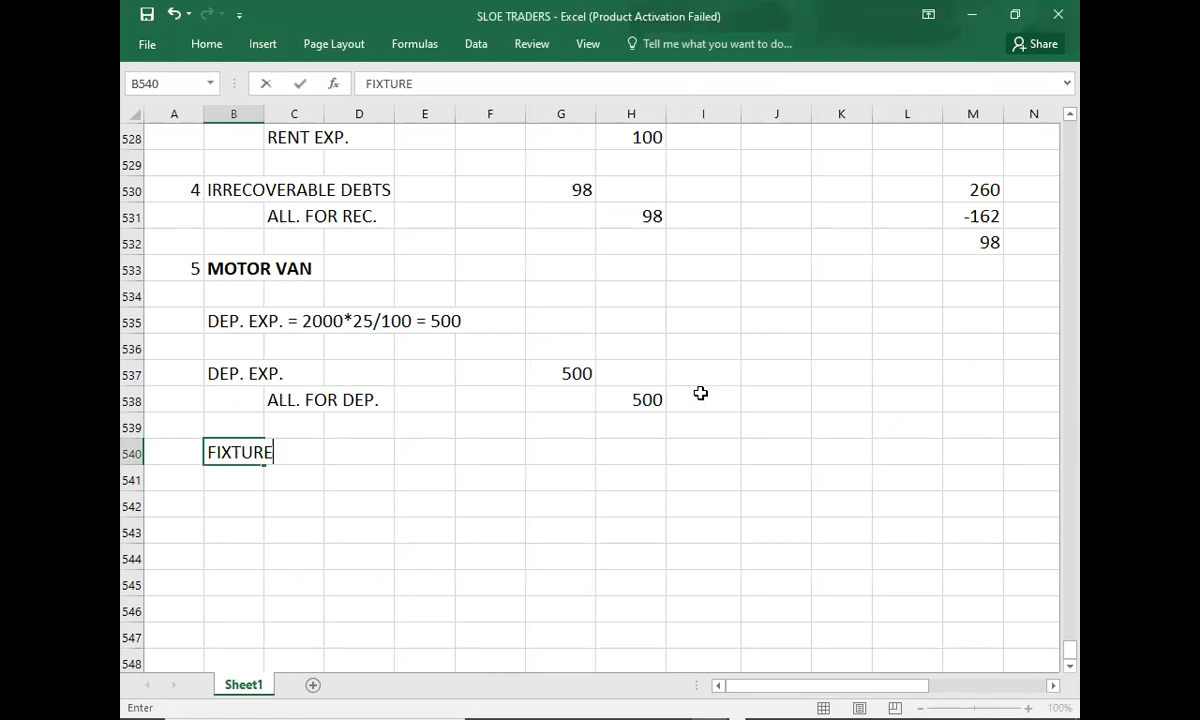 SLOE TRADERS - Excel (Product Activation Failed)
File Home Insert Page Layout Formulas Data Review View Tell me what you want to do... Share
B540 fx FIXTURE
A B C D E F G H I J K L M N
528 RENT EXP. 100
529
530 4 IRRECOVERABLE DEBTS 98 260
531 ALL. FOR REC. 98 -162
532 98
533 5 MOTOR VAN
534
535 DEP. EXP. = 2000*25/100 = 500
536
537 DEP. EXP. 500
538 ALL. FOR DEP. 500
539
540 FIXTURE
541
542
543
544
545
546
547
548
Sheet1
Enter 100%